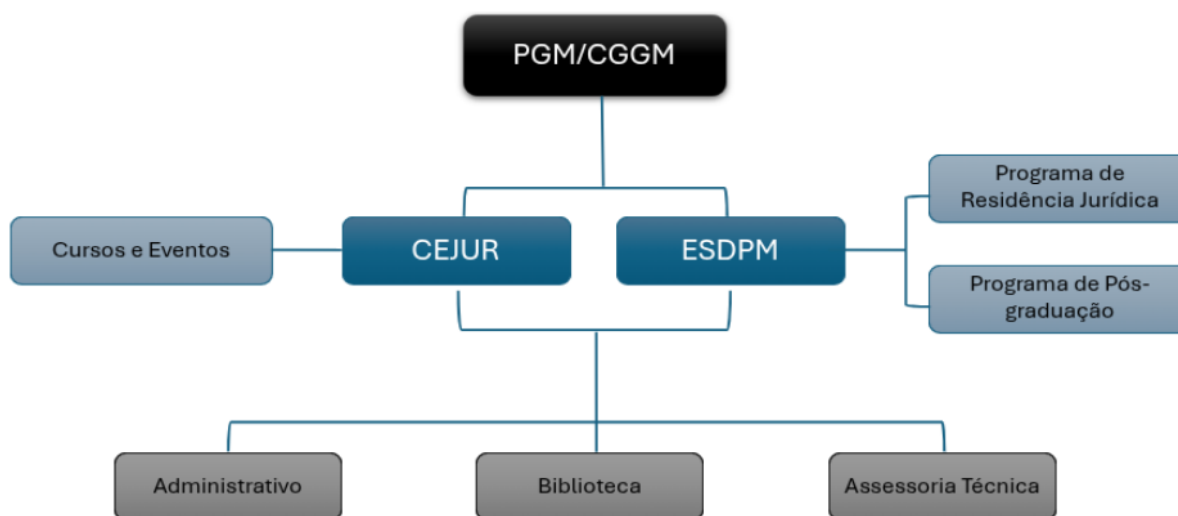 PGM/CGGM
Programa de
Residência Jurídica
Cursos e Eventos
CEJUR
ESDPM
Programa de Pós-
graduação
Administrativo
Biblioteca
Assessoria Técnica